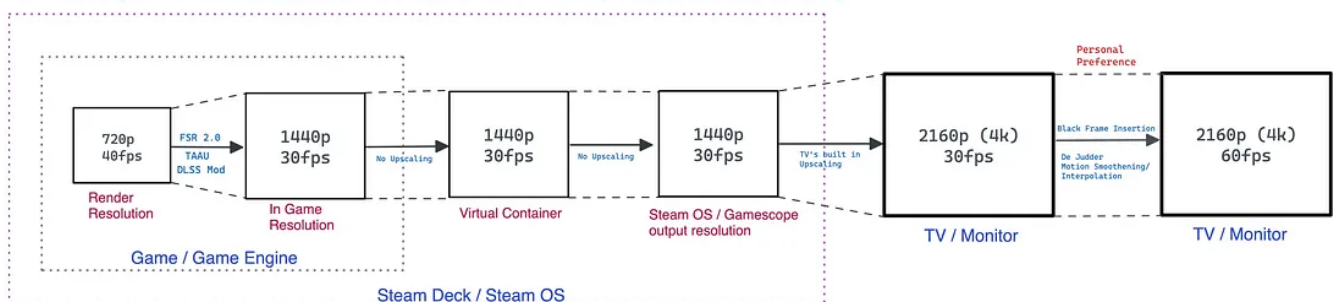 720p
40fps
Render
Resolution
FSR 2.0
TAAU
DLSS Mod
1440p
30fps
In Game
Resolution
Game / Game Engine
No Upscaling
1440p
30fps
Virtual Container
No Upscaling
1440p
30fps
Steam OS / Gamescope
output resolution
Steam Deck / Steam OS
TV's built in
Upscaling
2160p (4k)
30fps
TV / Monitor
Personal
Preference
Black Frame Insertion
De Judder
Motion Smoothening/
Interpolation
2160p (4k)
60fps
TV / Monitor